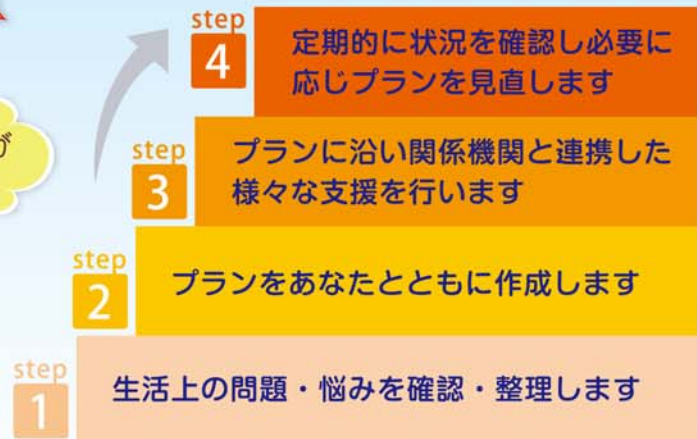 step
4
定期的に状況を確認し必要に
応じプランを見直します
が
step
3
プランに沿い関係機関と連携した
様々な支援を行います
step
2
プランをあなたとともに作成します
step
1
生活上の問題・悩みを確認・整理します